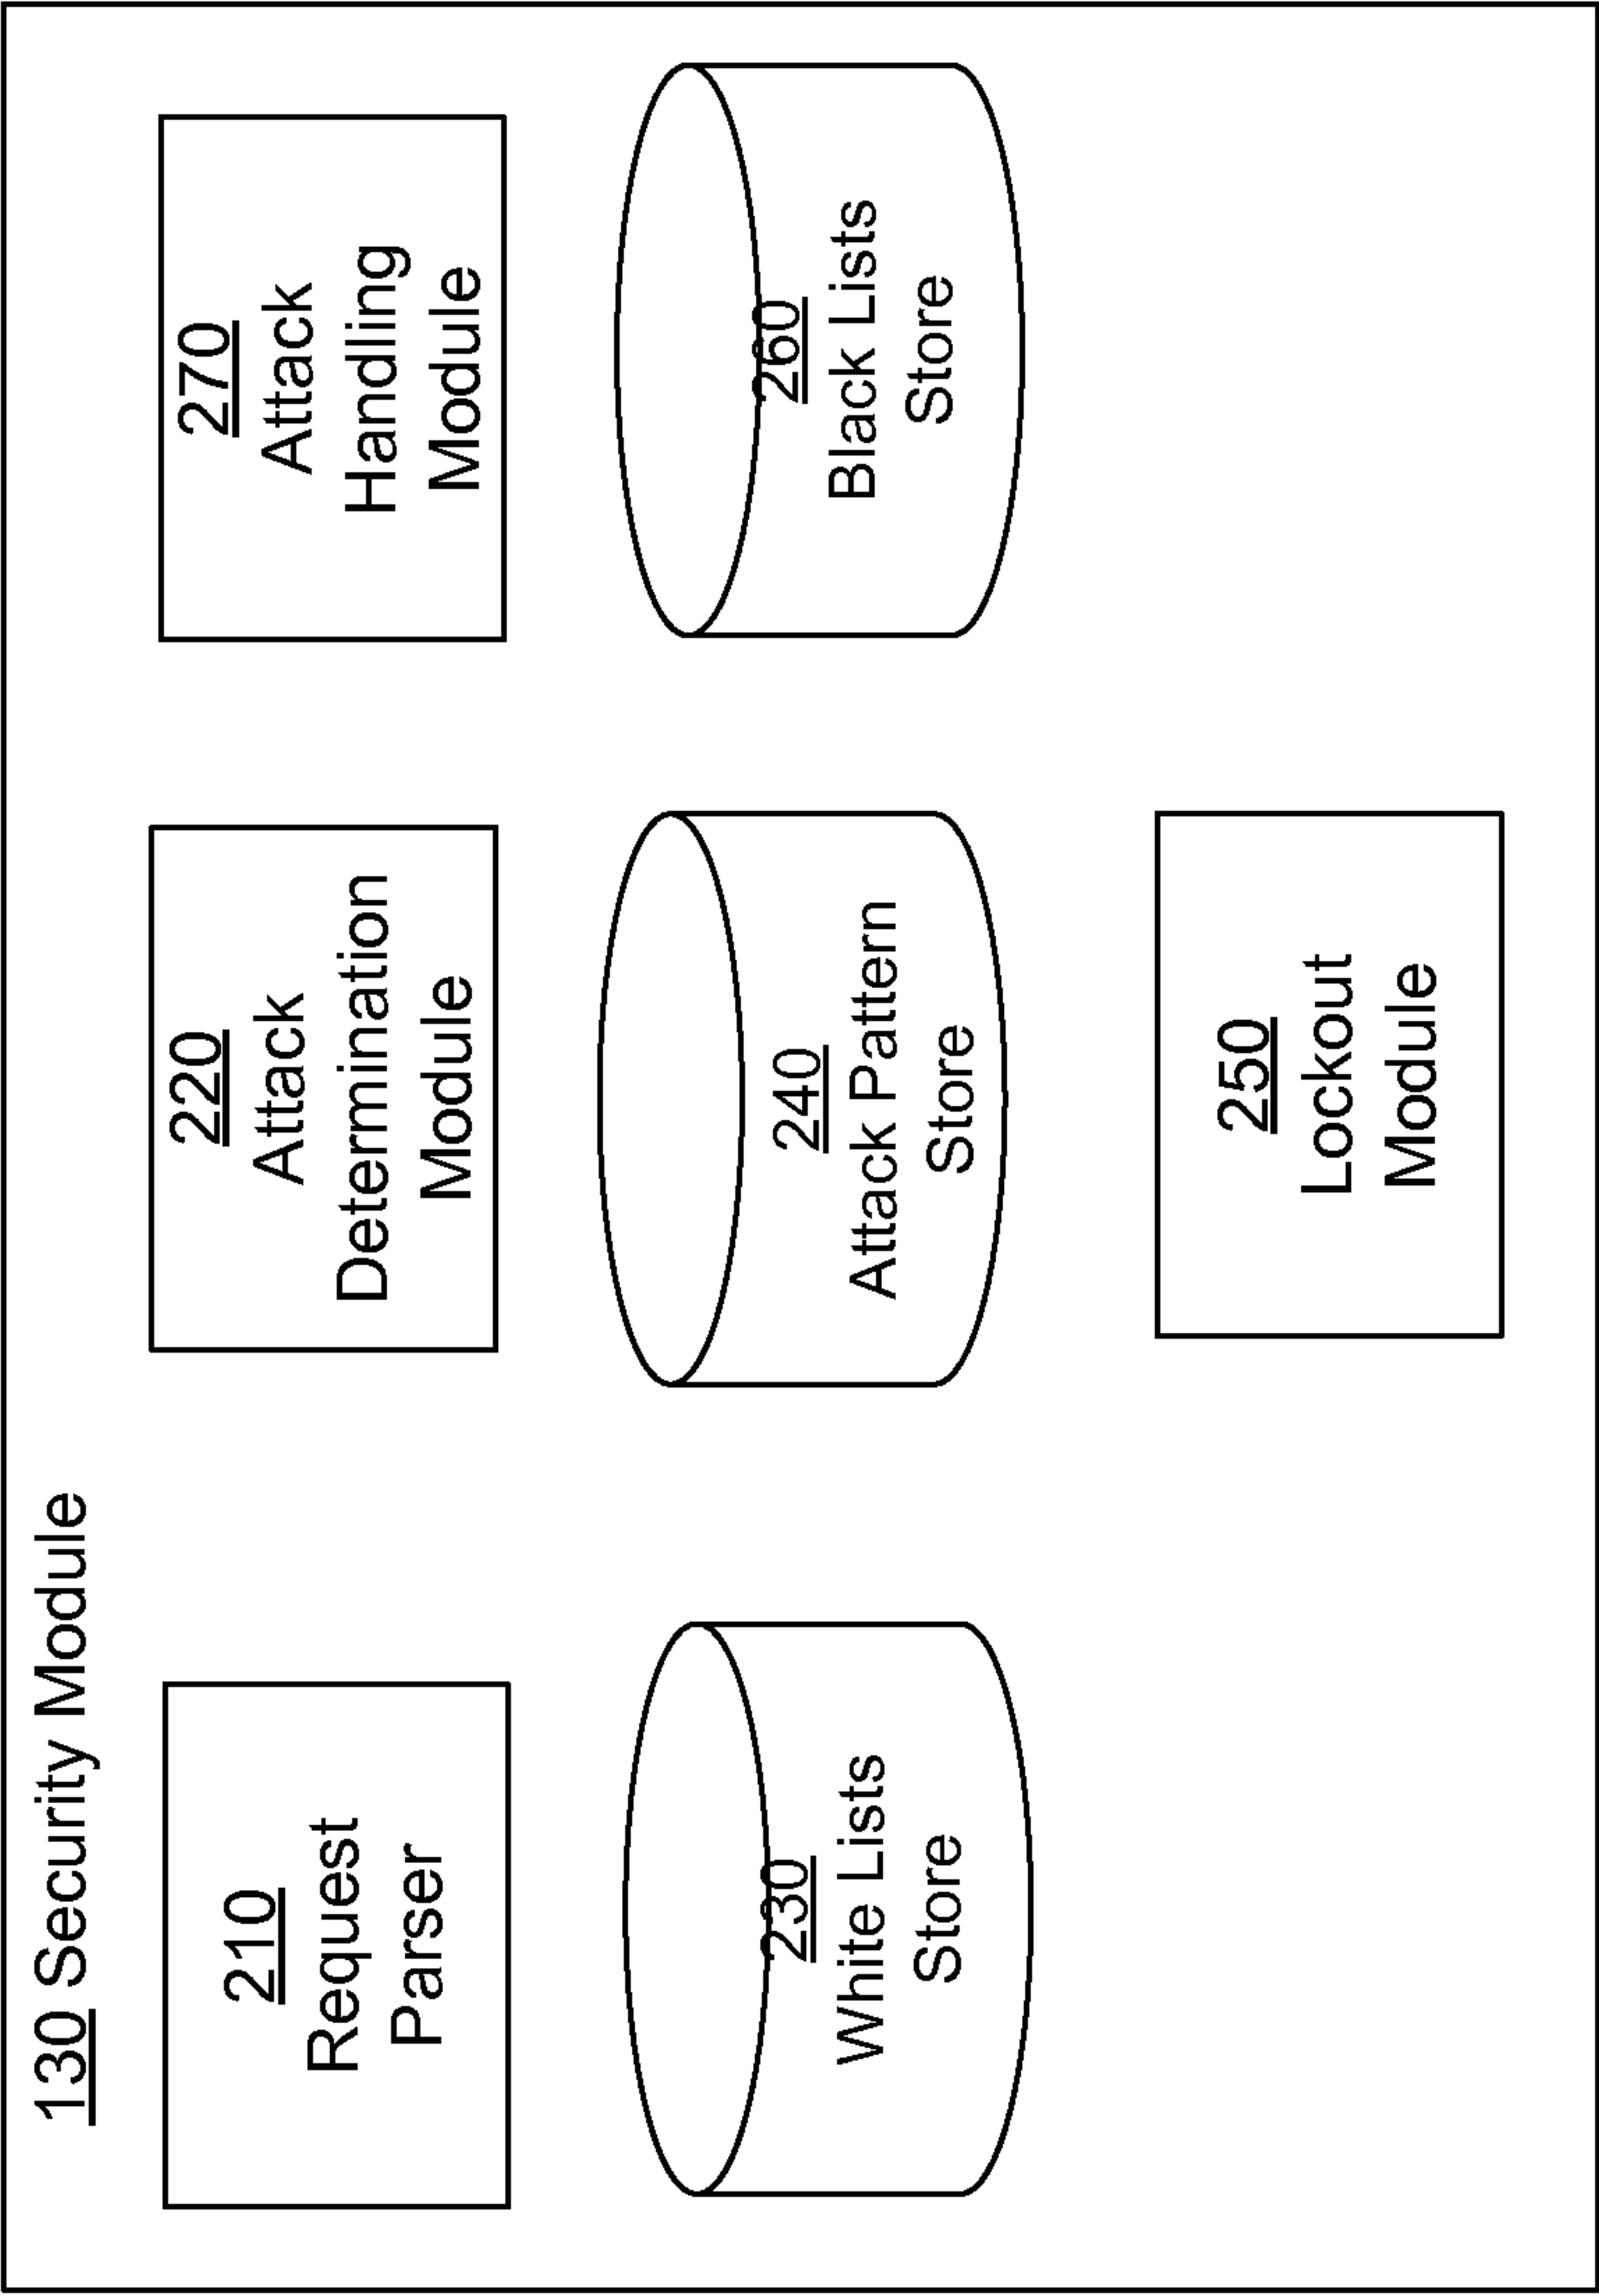 130 Security Module
210
Request
Parser
220
Attack
Determination
Module
270
Attack
Handling
Module
230
White Lists
Store
240
Attack Pattern
Store
260
Black Lists
Store
250
Lockout
Module